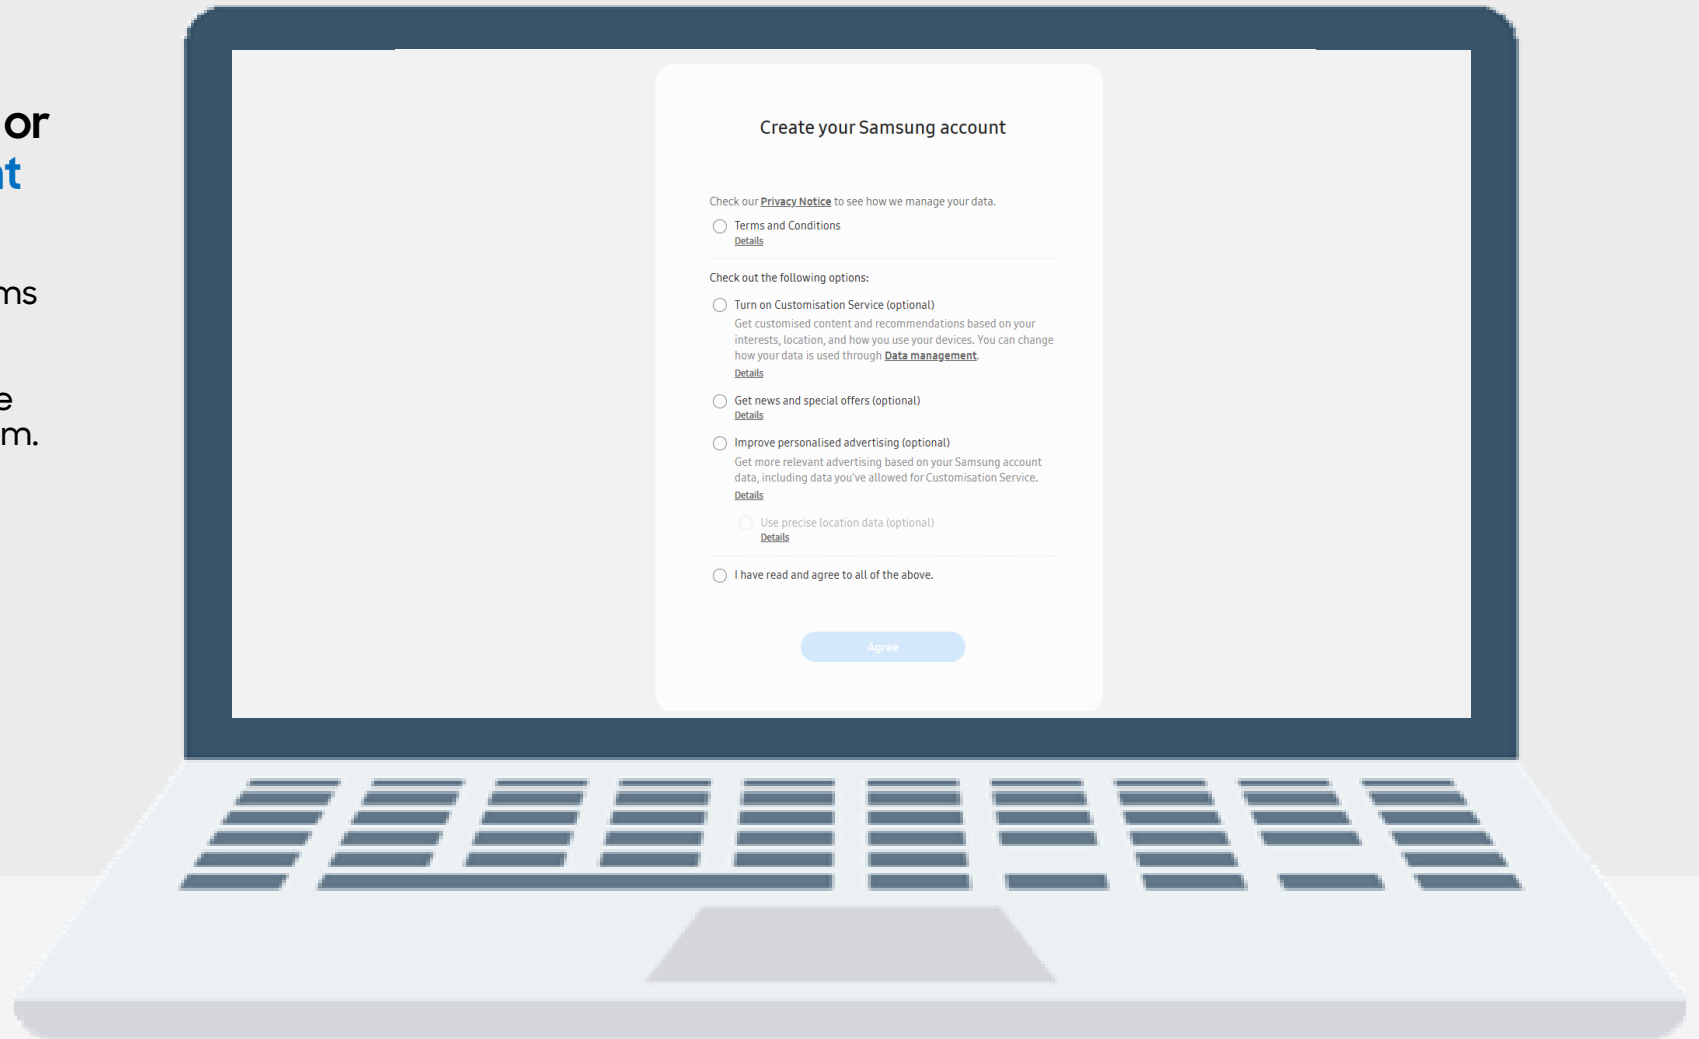 or
nt
ms
e
m.
Create your Samsung account
Check our Privacy Notice to see how we manage your data.
Terms and Conditions
Details
Check out the following options:
Turn on Customisation Service (optional)
Get customised content and recommendations based on your
interests, location, and how you use your devices. You can change
how your data is used through Data management.
Details
Get news and special offers (optional)
Details
Improve personalised advertising (optional)
Get more relevant advertising based on your Samsung account
data, including data you've allowed for Customisation Service.
Details
Use precise location data (optional)
Details
I have read and agree to all of the above.
Agree